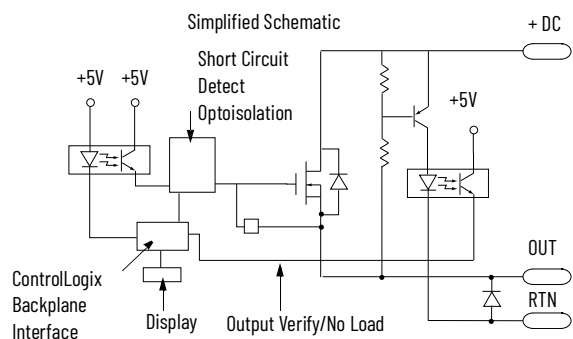 Simplified Schematic
+ DC
Short Circuit
Detect
Optoisolation
+5V
+5V
+5V
OUT
RTN
ControlLogix
Backplane
Interface
Display
Output Verify/No Load